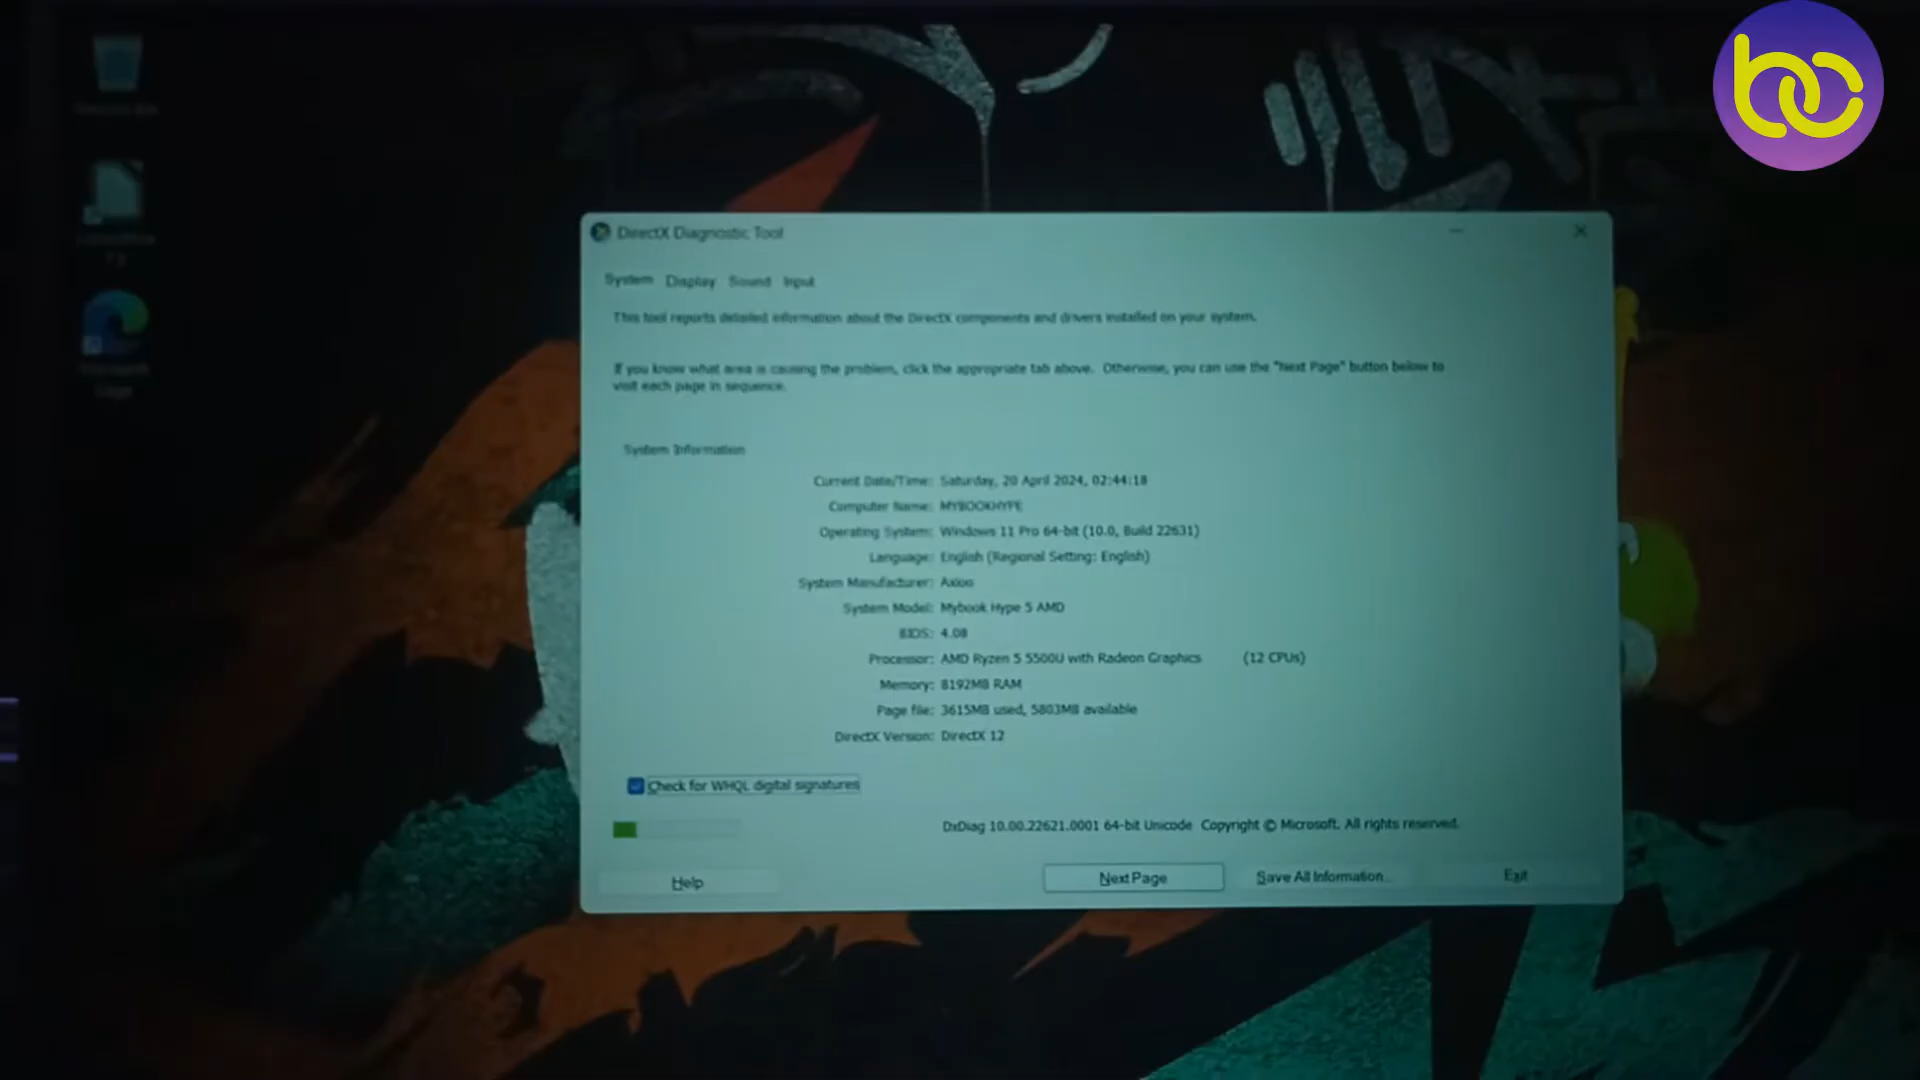 bc
DirectX Diagnostic Tool
System Display Sound Input
This tool reports detailed information about the DirectX components and drivers installed on your system.
If you know what area is causing the problem, click the appropriate tab above. Otherwise, you can use the "Next Page" button below to
visit each page in sequence.
System Information
Current Date/Time: Saturday, 20 April 2024, 02:44:18
Computer Name: MYBOOKHYPE
Operating System: Windows 11 Pro 64-bit (10.0, Build 22631)
Language: English (Regional Setting: English)
System Manufacturer: Axioo
System Model: Mybook Hype 5 AMD
BIOS: 4.08
Processor: AMD Ryzen 5 5500U with Radeon Graphics (12 CPUs)
Memory: 8192MB RAM
Page file: 3615MB used, 5803MB available
DirectX Version: DirectX 12
Check for WHQL digital signatures
DxDiag 10.00.22621.0001 64-bit Unicode Copyright © Microsoft. All rights reserved.
Help
Next Page
Save All Information...
Exit
Recycle Bin
Microsoft
Edge